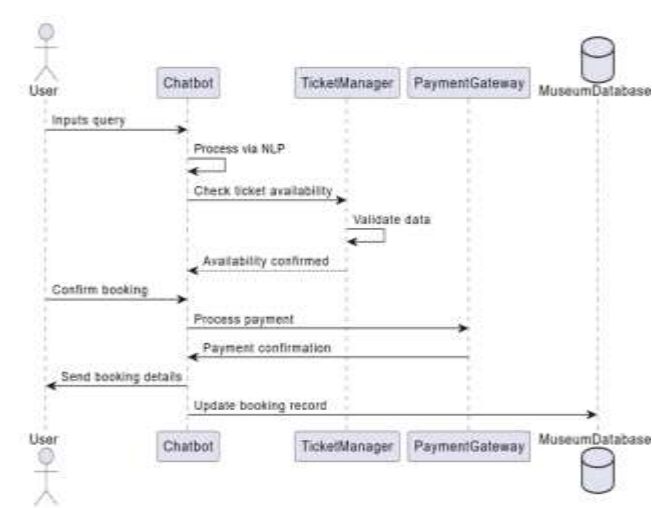 User
Chatbot
TicketManager
PaymentGateway
MuseumDatabase
Inputs query
Process via NLP
Check ticket availability
Validate data
Availability confirmed
Confirm booking
Process payment
Payment confirmation
Send booking details
Update booking record
User
Chatbot
TicketManager
PaymentGateway
MuseumDatabase